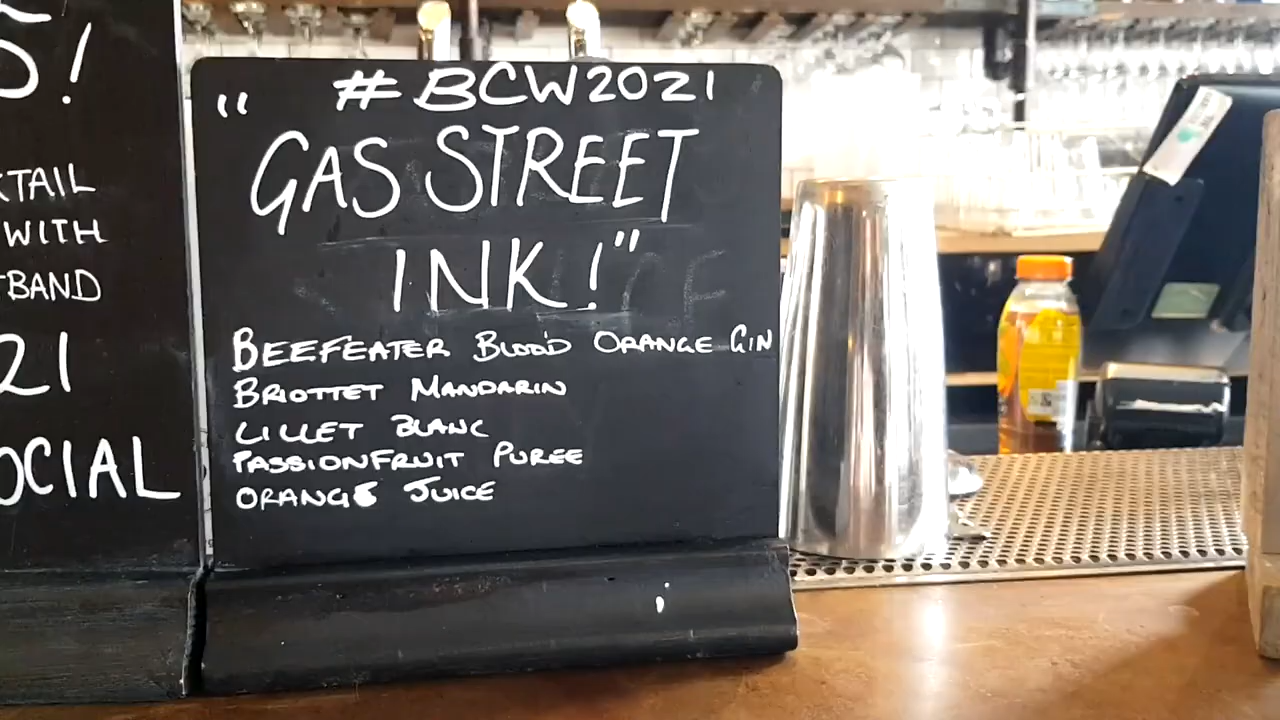 !
TAIL
WITH
BAND
21
OCIAL
# BCW2021
"GAS STREET
INK!"
BEEFEATER BLOOD ORANGE GIN
BRIOTTET MANDARIN
LILLET BLANC
PASSIONFRUIT PUREE
ORANGE JUICE